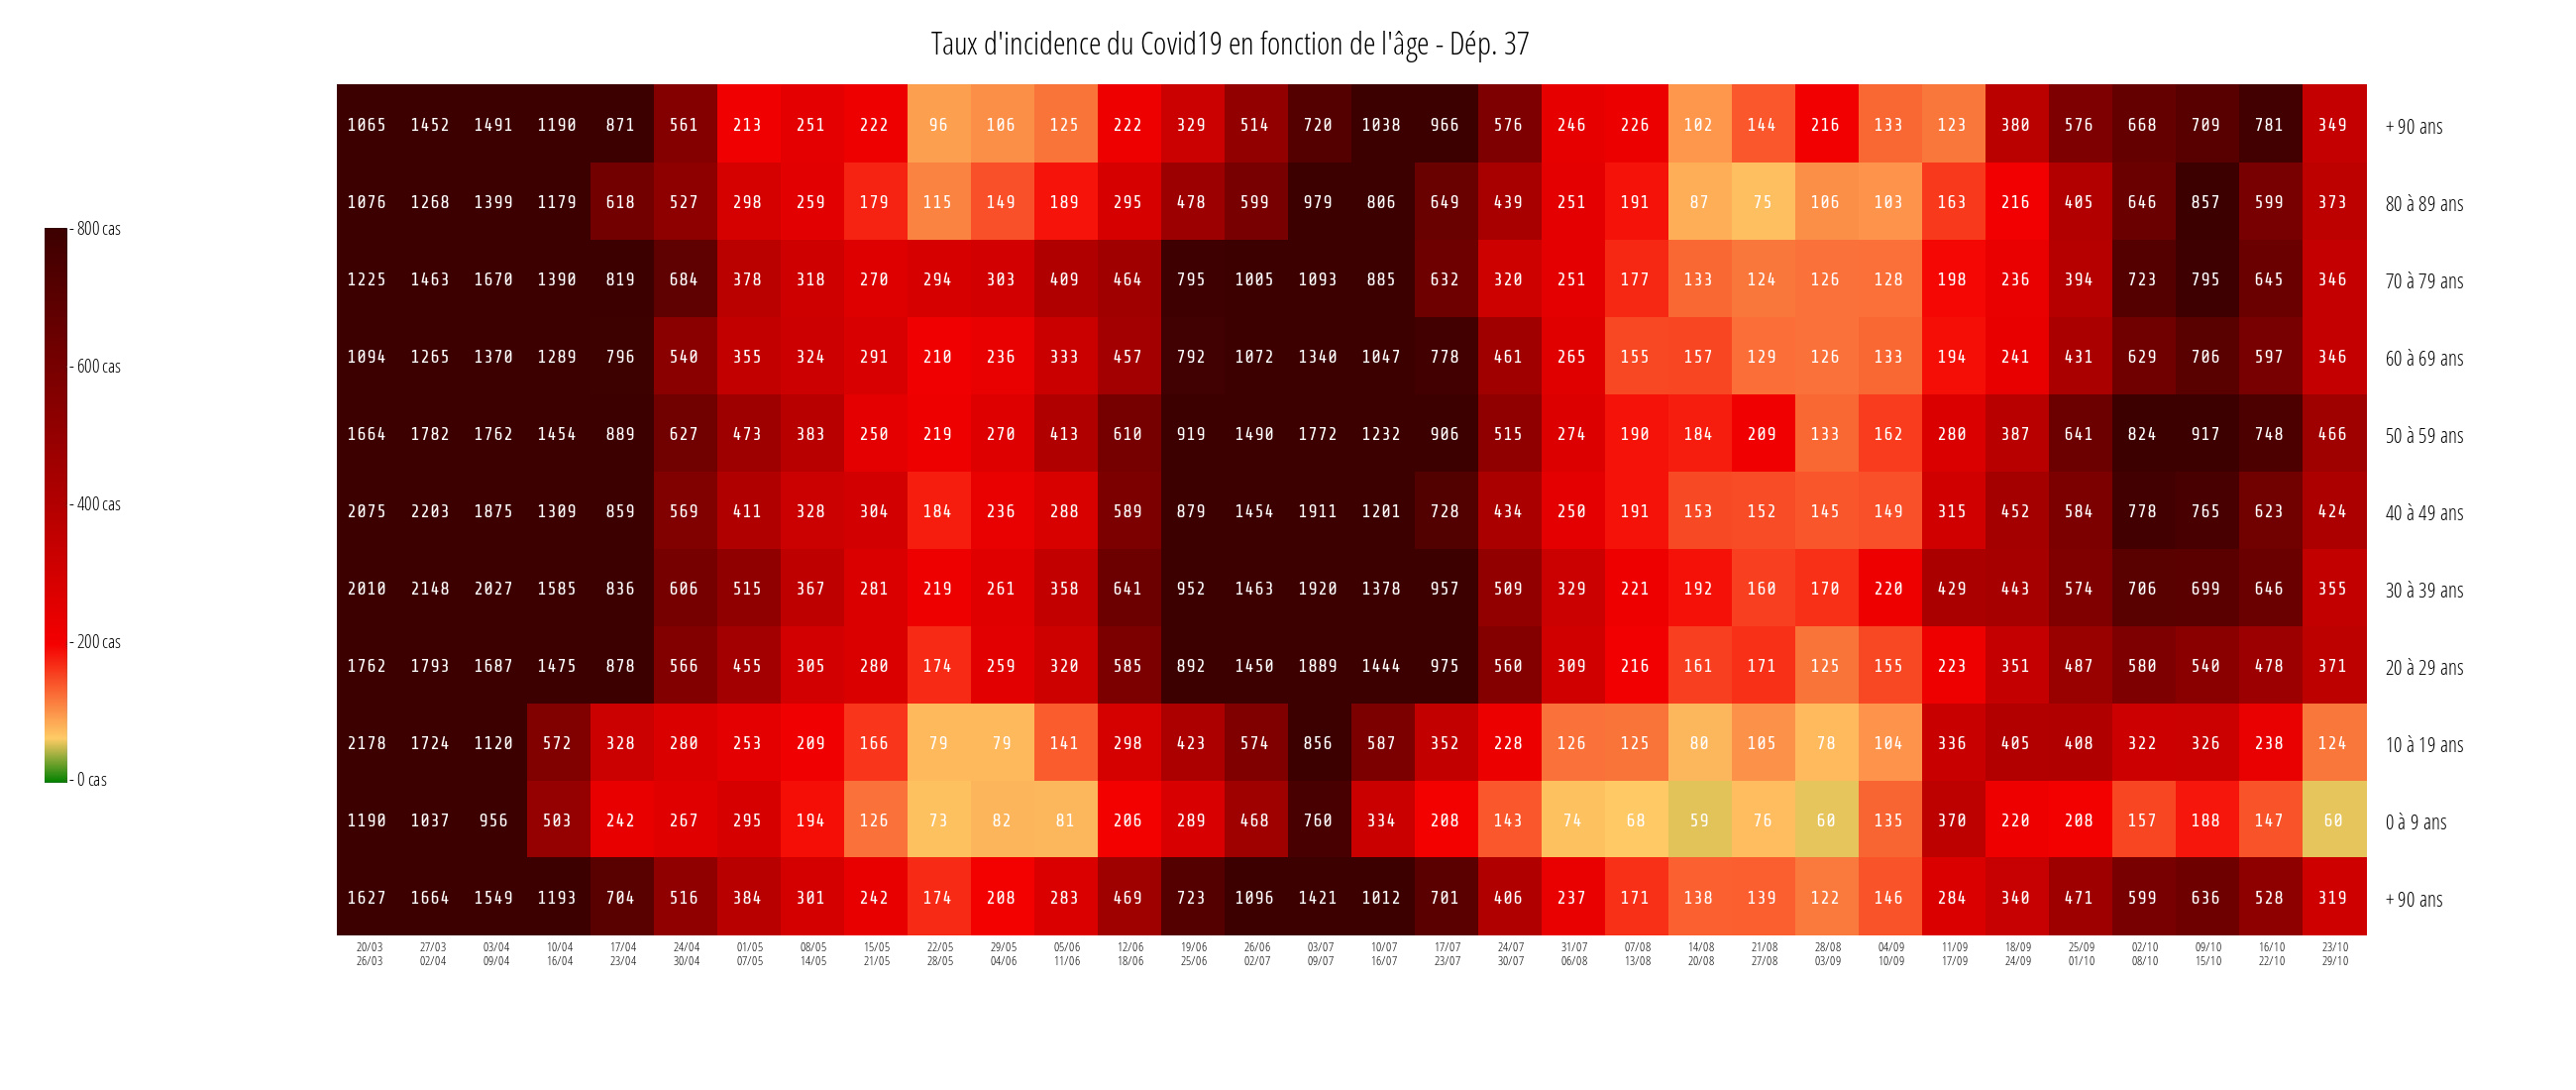 Taux d'incidence du Covid19 en fonction de l'âge - Dép. 37
- 800 cas
- 600 cas
- 400 cas
- 200 cas
- 0 cas
1065 1452 1491 1190 871 561 213 251 222 96 106 125 222 329 514 720 1038 966 576 246 226 102 144 216 133 123 380 576 668 709 781 349 + 90 ans
1076 1268 1399 1179 618 527 298 259 179 115 149 189 295 478 599 979 806 649 439 251 191 87 75 106 103 163 216 405 646 857 599 373 80 à 89 ans
1225 1463 1670 1390 819 684 378 318 270 294 303 409 464 795 1005 1093 885 632 320 251 177 133 124 126 128 198 236 394 723 795 645 346 70 à 79 ans
1094 1265 1370 1289 796 540 355 324 291 210 236 333 457 792 1072 1340 1047 778 461 265 155 157 129 126 133 194 241 431 629 706 597 346 60 à 69 ans
1664 1782 1762 1454 889 627 473 383 250 219 270 413 610 919 1490 1772 1232 906 515 274 190 184 209 133 162 280 387 641 824 917 748 466 50 à 59 ans
2075 2203 1875 1309 859 569 411 328 304 184 236 288 589 879 1454 1911 1201 728 434 250 191 153 152 145 149 315 452 584 778 765 623 424 40 à 49 ans
2010 2148 2027 1585 836 606 515 367 281 219 261 358 641 952 1463 1920 1378 957 509 329 221 192 160 170 220 429 443 574 706 699 646 355 30 à 39 ans
1762 1793 1687 1475 878 566 455 305 280 174 259 320 585 892 1450 1889 1444 975 560 309 216 161 171 125 155 223 351 487 580 540 478 371 20 à 29 ans
2178 1724 1120 572 328 280 253 209 166 79 79 141 298 423 574 856 587 352 228 126 125 80 105 78 104 336 405 408 322 326 238 124 10 à 19 ans
1190 1037 956 503 242 267 295 194 126 73 82 81 206 289 468 760 334 208 143 74 68 59 76 60 135 370 220 208 157 188 147 60 0 à 9 ans
1627 1664 1549 1193 704 516 384 301 242 174 208 283 469 723 1096 1421 1012 701 406 237 171 138 139 122 146 284 340 471 599 636 528 319 + 90 ans
20/03 27/03 03/04 10/04 17/04 24/04 01/05 08/05 15/05 22/05 29/05 05/06 12/06 19/06 26/06 03/07 10/07 17/07 24/07 31/07 07/08 14/08 21/08 28/08 04/09 11/09 18/09 25/09 02/10 09/10 16/10 23/10
26/03 02/04 09/04 16/04 23/04 30/04 07/05 14/05 21/05 28/05 04/06 11/06 18/06 25/06 02/07 09/07 16/07 23/07 30/07 06/08 13/08 20/08 27/08 03/09 10/09 17/09 24/09 01/10 08/10 15/10 22/10 29/10